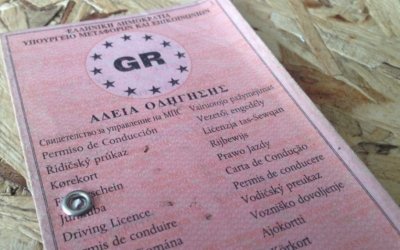 ΕΛΛΗΝΙΚΗ ΔΗΜΟΚΡΑΤΙΑ
ΥΠΟΥΡΓΕΙΟ ΜΕΤΑΦΟΡΩΝ ΚΑΙ ΕΠΙΚΟΙΝΩΝΙΩΝ
GR
ΑΔΕΙΑ ΟΔΗΓΗΣΗΣ
Свидетелство за управление на МПС
Permiso de Conducción
Řidičský průkaz
Kørekort
Driving Licence
Permis de conduire
Vairuotojo pažymėjimas
Vezetői engedély
Liċenzja tas-Sewqan
Rijbewijs
Prawo Jazdy
Carta de Condução
Permis de conducere
Vodičský preukaz
Vozniško dovoljenje
Ajokortti
Körkort